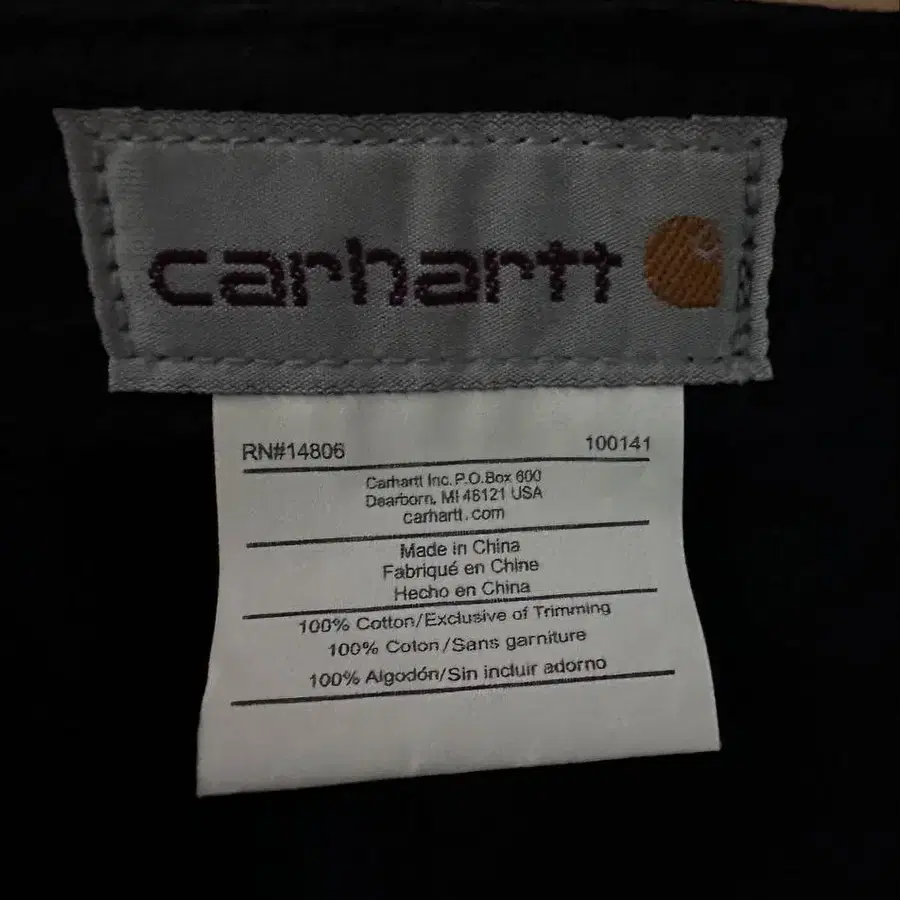 carhartt
RN#14806 100141
Carhartt Inc. P.O.Box 600
Dearborn, MI 48121 USA
carhartt.com
Made in China
Fabriqué en Chine
Hecho en China
100% Cotton/Exclusive of Trimming
100% Coton/Sans garniture
100% Algodón/Sin incluir adorno